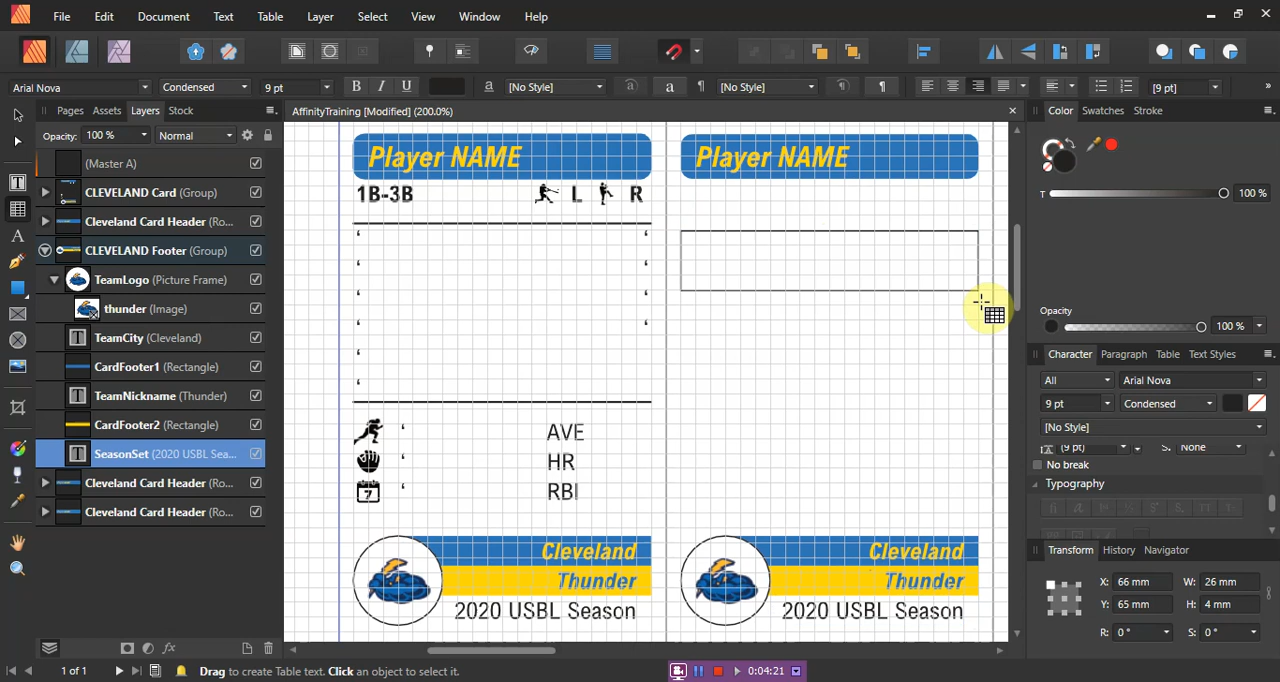 File Edit Document Text Table Layer Select View Window Help
Arial Nova Condensed 9 pt B I U a [No Style] a a ¶ [No Style] ¶ ¶ [9 pt] »
Pages Assets Layers Stock
AffinityTraining [Modified] (200.0%)
Color Swatches Stroke
Opacity: 100 % Normal
(Master A)
CLEVELAND Card (Group)
Cleveland Card Header (Ro...
CLEVELAND Footer (Group)
TeamLogo (Picture Frame)
thunder (Image)
TeamCity (Cleveland)
CardFooter1 (Rectangle)
TeamNickname (Thunder)
CardFooter2 (Rectangle)
SeasonSet (2020 USBL Sea...
Cleveland Card Header (Ro...
Cleveland Card Header (Ro...
Player NAME
1B-3B L R
AVE
HR
7 RBI
Cleveland
Thunder
2020 USBL Season
Player NAME
Cleveland
Thunder
2020 USBL Season
T 100 %
Opacity
100 %
Character Paragraph Table Text Styles
All Arial Nova
9 pt Condensed
[No Style]
(9 pt) None
No break
Typography
Transform History Navigator
X: 66 mm W: 26 mm
Y: 65 mm H: 4 mm
R: 0 ° S: 0 °
1 of 1 Drag to create Table text. Click an object to select it. 0:04:21